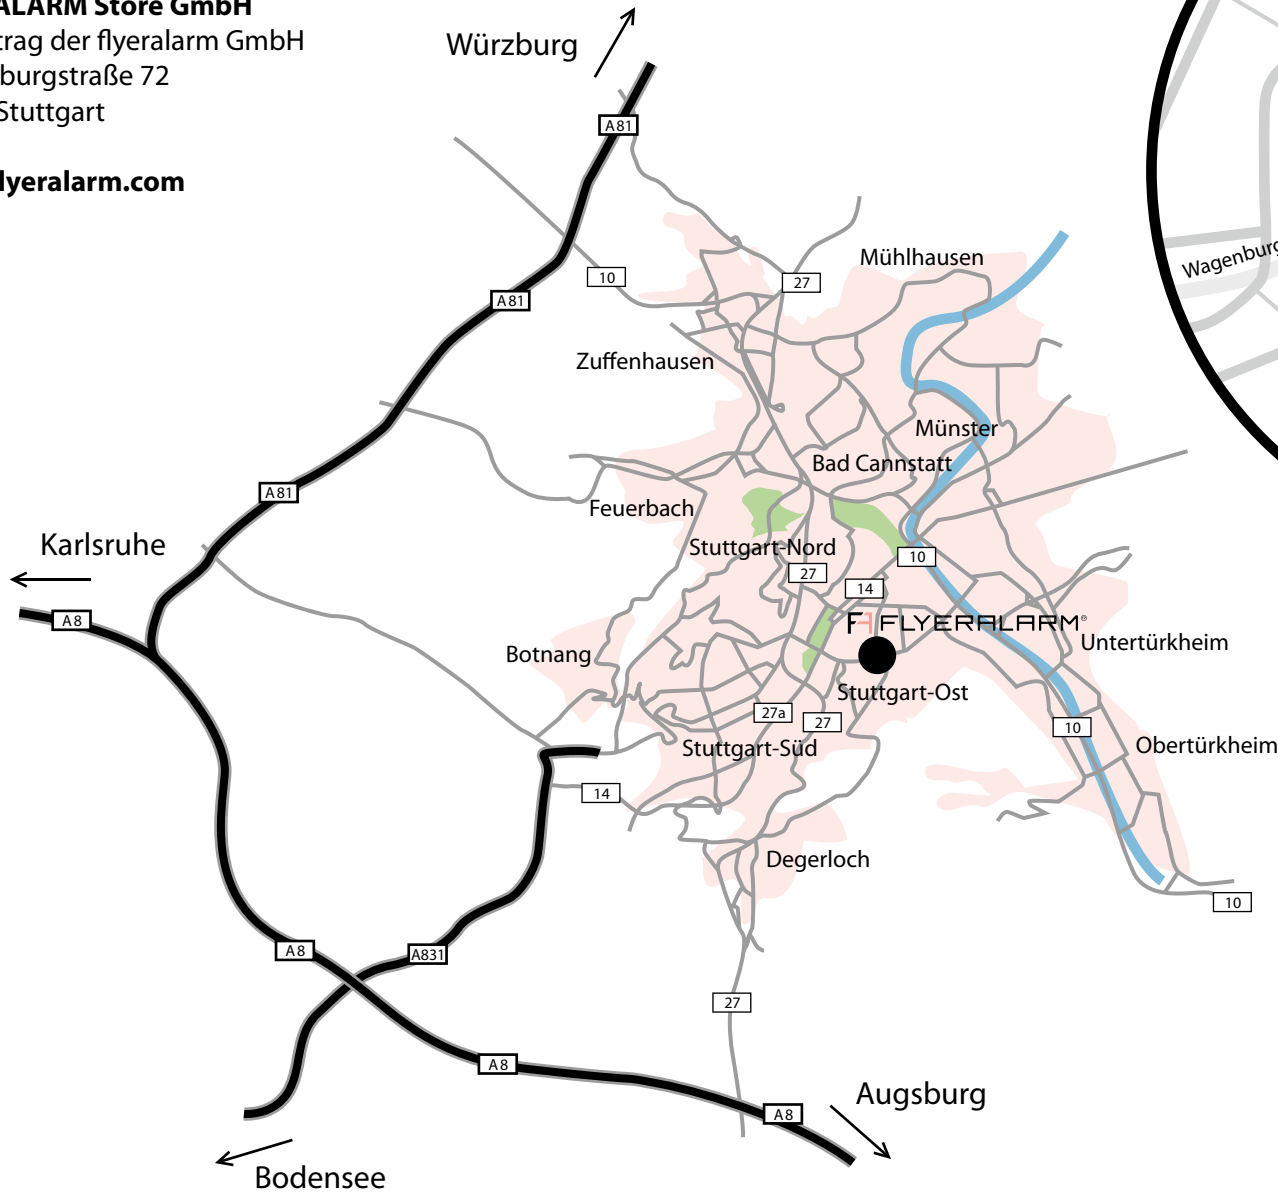 ALARM Store GmbH
trag der flyeralarm GmbH
burgstraße 72
Stuttgart
lyeralarm.com
Würzburg
A81
10
27
Mühlhausen
Wagenburg
A81
Zuffenhausen
Münster
Bad Cannstatt
A81
Feuerbach
Karlsruhe
Stuttgart-Nord
10
27
14
A8
FLYERALARM®
Untertürkheim
Botnang
Stuttgart-Ost
27a
27
10
Stuttgart-Süd
Obertürkheim
14
Degerloch
10
A8
A831
27
A8
Augsburg
A8
Bodensee